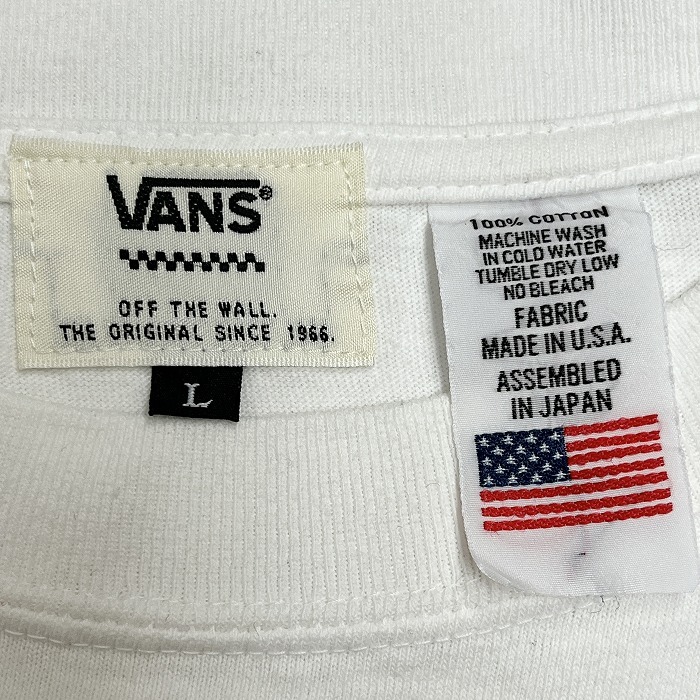 VANS®
OFF THE WALL.
THE ORIGINAL SINCE 1966.
L
100% COTTON
MACHINE WASH
IN COLD WATER
TUMBLE DRY LOW
NO BLEACH
FABRIC
MADE IN U.S.A.
ASSEMBLED
IN JAPAN